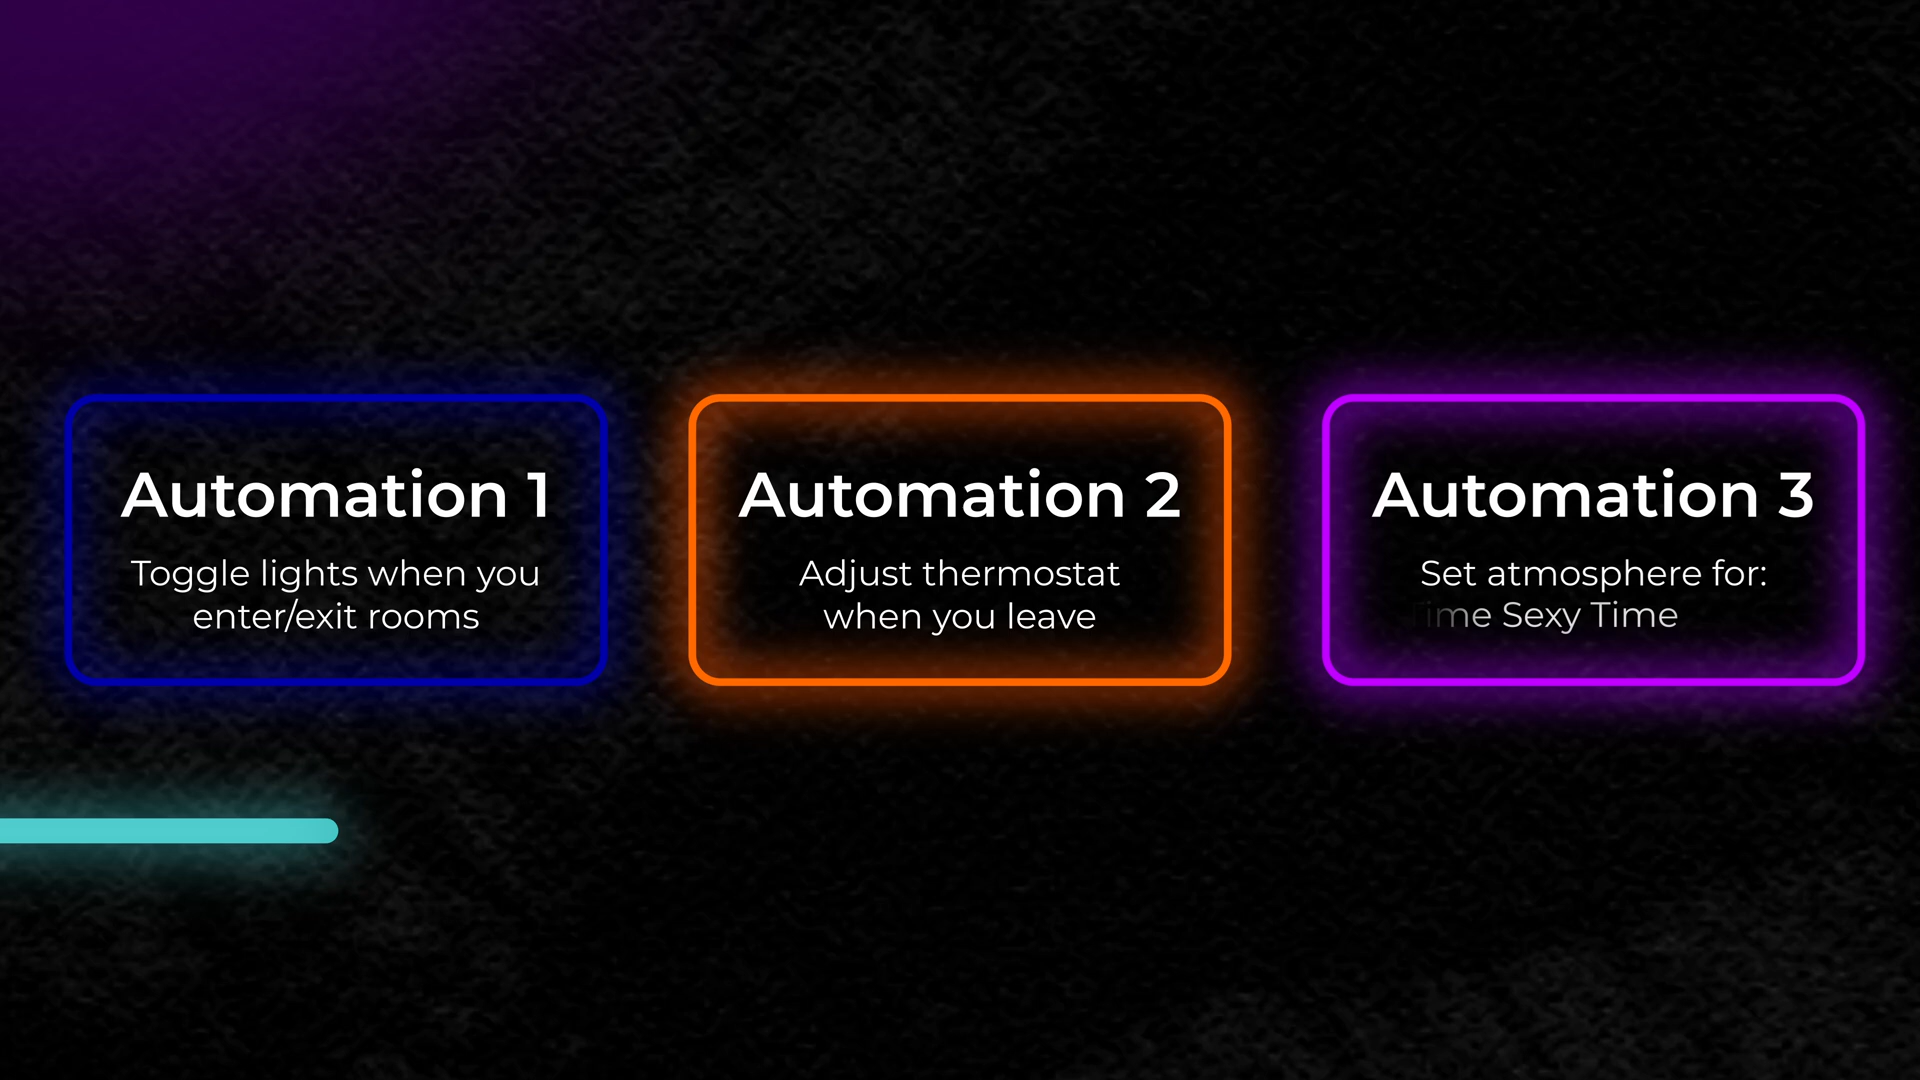 Automation 1
Toggle lights when you
enter/exit rooms
Automation 2
Adjust thermostat
when you leave
Automation 3
Set atmosphere for:
Time Sexy Time